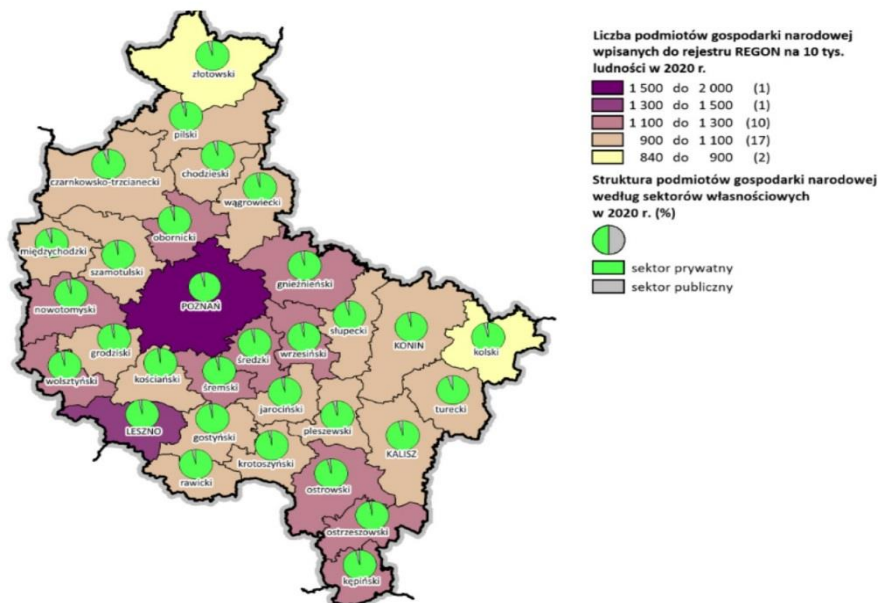 Liczba podmiotów gospodarki narodowej
wpisanych do rejestru REGON na 10 tys.
ludności w 2020 r.
1 500 do 2 000 (1)
1 300 do 1 500 (1)
1 100 do 1 300 (10)
900 do 1 100 (17)
840 do 900 (2)
Struktura podmiotów gospodarki narodowej
według sektorów własnościowych
w 2020 r. (%)
sektor prywatny
sektor publiczny
złotowski
pilski
czarnkowsko-trzcianecki
chodzieski
wągrowiecki
obornicki
międzychodzki
szamotulski
gnieźnieński
nowotomyski
POZNAŃ
słupecki
KONIN
kolski
grodziski
średzki
wrzesiński
wolsztyński
kościański
śremski
jarociński
turecki
LESZNO
gostyński
pleszewski
KALISZ
krotoszyński
rawicki
ostrowski
ostrzeszowski
kępiński